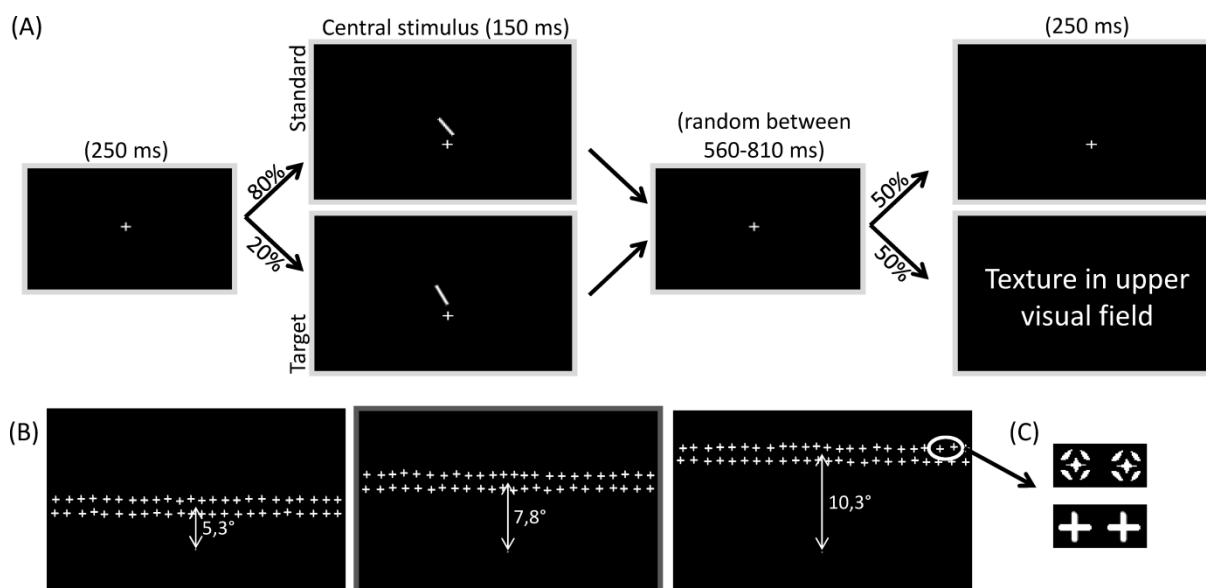 (A)
Central stimulus (150 ms)
(250 ms)
Standard
(random between
560-810 ms)
(250 ms)
80%
50%
20%
50%
Texture in upper
visual field
Target
(B)
(C)
5,3°
7,8°
10,3°